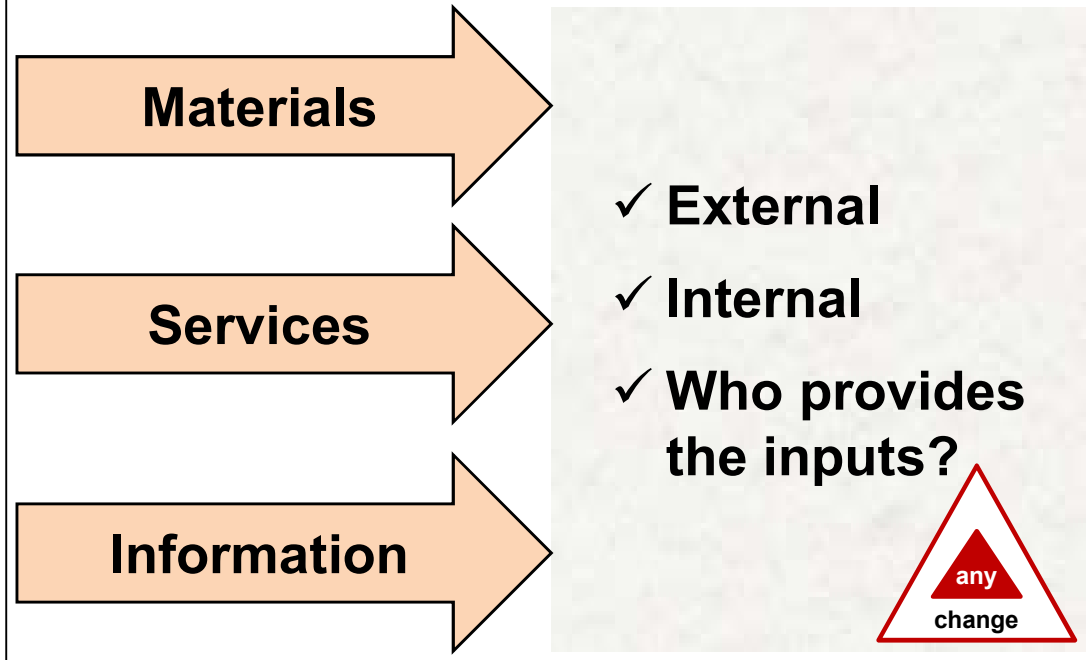 Materials
Services
Information
✓ External
✓ Internal
✓ Who provides
the inputs?
any
change